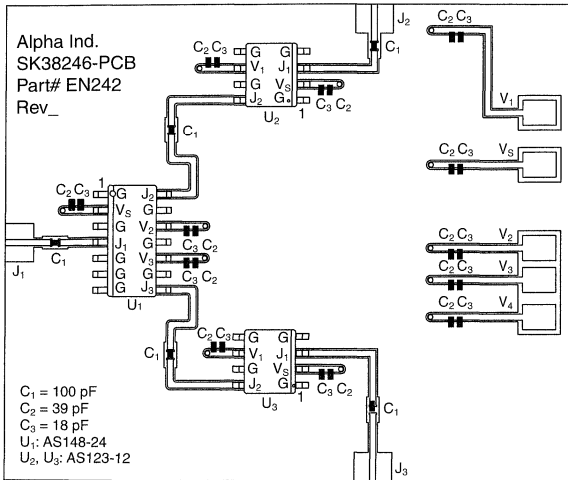 Alpha Ind.
SK38246-PCB
Part# EN242
Rev_
C2 C3
G G
V1 J1
G VS
J2 G
C3 C2
U2 1
J2
C1
C1
C2 C3
V1
C2 C3
VS
C2 C3
V2
C2 C3
V3
C2 C3
V4
1
C2 C3
G J2
VS G
G V2
J1 G
G V3
G G
G J3
C3 C2
C3 C2
J1
C1
U1
C1
C2 C3
G G
V1 J1
G VS
J2 G
C3 C2
U3 1
C1
J3
C1 = 100 pF
C2 = 39 pF
C3 = 18 pF
U1: AS148-24
U2, U3: AS123-12